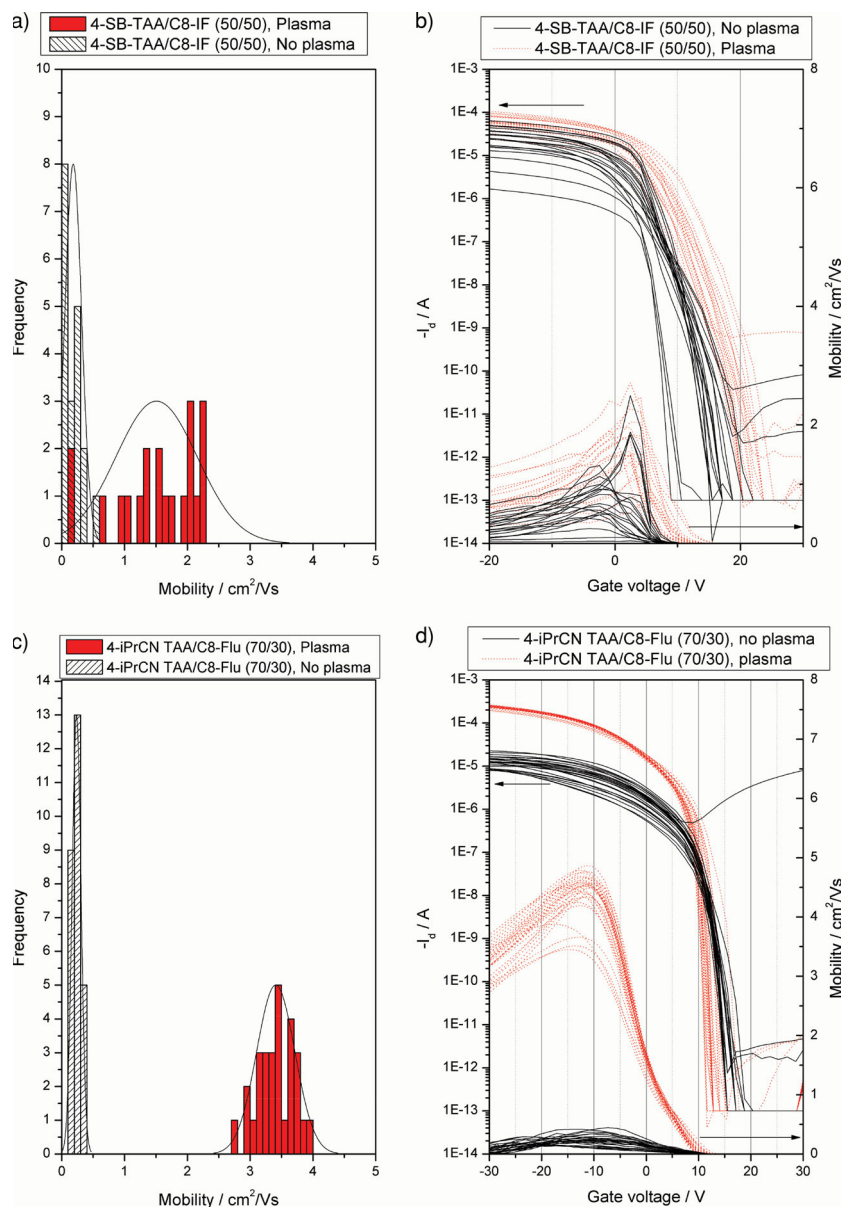 a)
4-SB-TAA/C8-IF (50/50), Plasma
4-SB-TAA/C8-IF (50/50), No plasma
10
9
8
7
6
5
4
3
2
1
0
Frequency
0 1 2 3 4 5
Mobility / cm²/Vs
b)
4-SB-TAA/C8-IF (50/50), No plasma
4-SB-TAA/C8-IF (50/50), Plasma
1E-3
1E-4
1E-5
1E-6
1E-7
1E-8
1E-9
1E-10
1E-11
1E-12
1E-13
1E-14
-I_d / A
8
6
4
2
0
Mobility / cm²/Vs
-20 -10 0 10 20 30
Gate voltage / V
c)
4-iPrCN TAA/C8-Flu (70/30), Plasma
4-iPrCN TAA/C8-Flu (70/30), No plasma
14
13
12
11
10
9
8
7
6
5
4
3
2
1
0
Frequency
0 1 2 3 4 5
Mobility / cm²/Vs
d)
4-iPrCN TAA/C8-Flu (70/30), no plasma
4-iPrCN TAA/C8-Flu (70/30), plasma
1E-3
1E-4
1E-5
1E-6
1E-7
1E-8
1E-9
1E-10
1E-11
1E-12
1E-13
1E-14
-I_d / A
8
7
6
5
4
3
2
1
0
Mobility / cm²/Vs
-30 -20 -10 0 10 20 30
Gate voltage / V